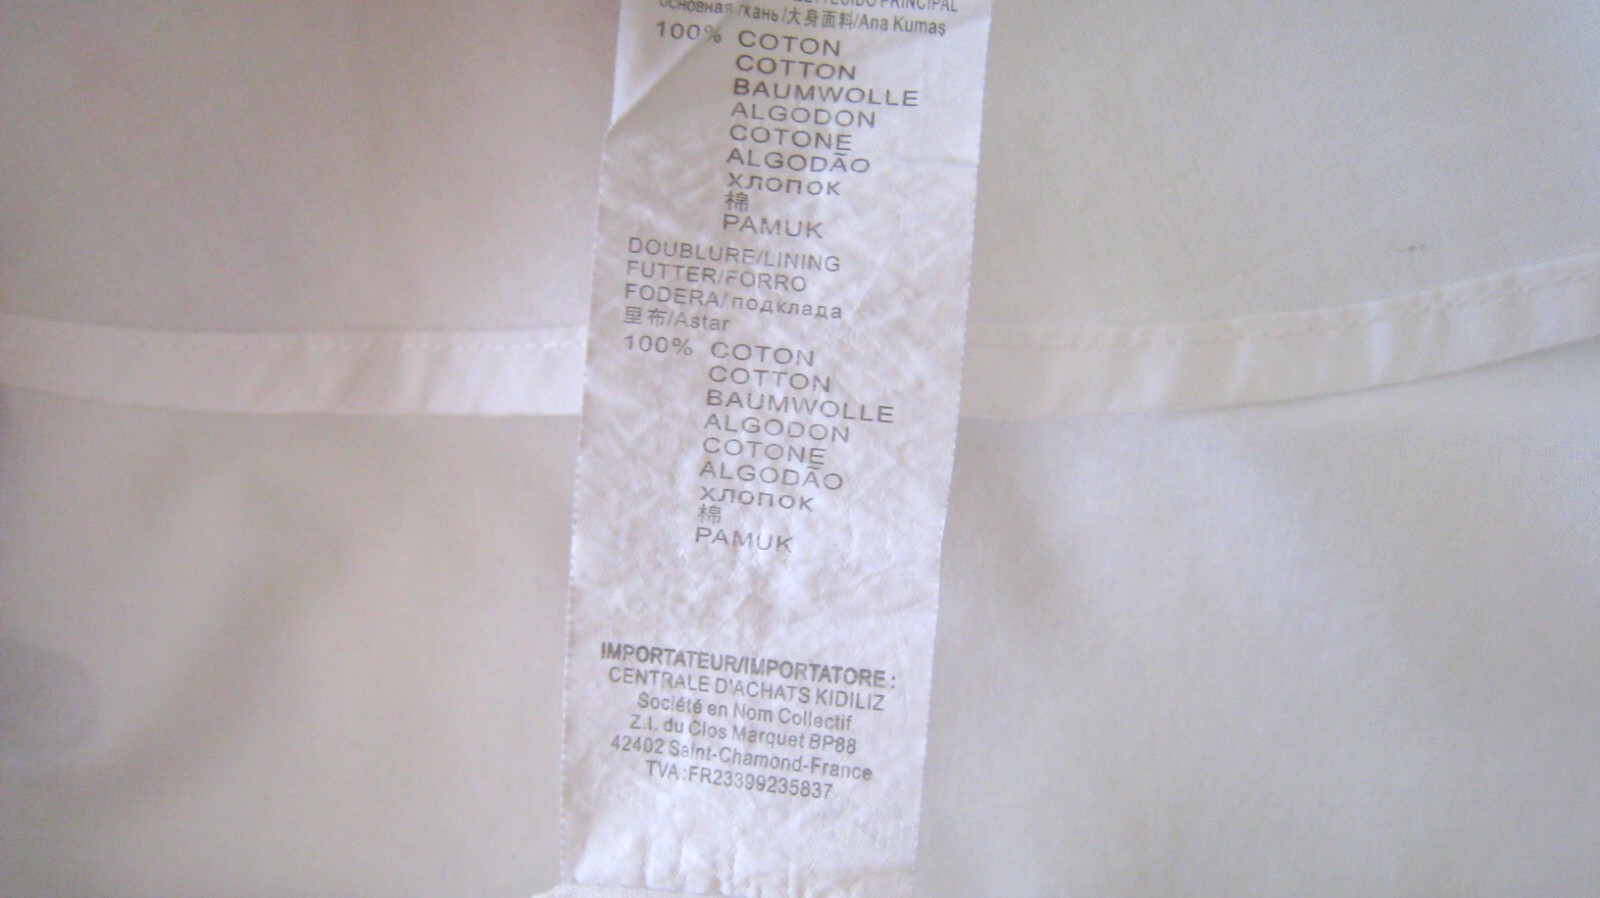 PRINCIPAL
основная ткань/大身面料/Ana Kumaş
100% COTON
COTTON
BAUMWOLLE
ALGODON
COTONE
ALGODÃO
хлопок
棉
PAMUK
DOUBLURE/LINING
FUTTER/FORRO
FODERA/подклада
里布/Astar
100% COTON
COTTON
BAUMWOLLE
ALGODON
COTONE
ALGODÃO
хлопок
棉
PAMUK
IMPORTATEUR/IMPORTATORE :
CENTRALE D'ACHATS KIDILIZ
Société en Nom Collectif
Z.I. du Clos Marquet BP88
42402 Saint-Chamond-France
TVA :FR23399235837